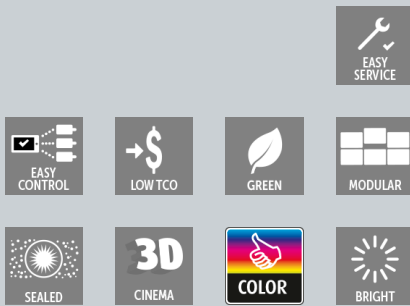 EASY
SERVICE
EASY
CONTROL
LOW TCO
GREEN
MODULAR
SEALED
3D
CINEMA
COLOR
BRIGHT